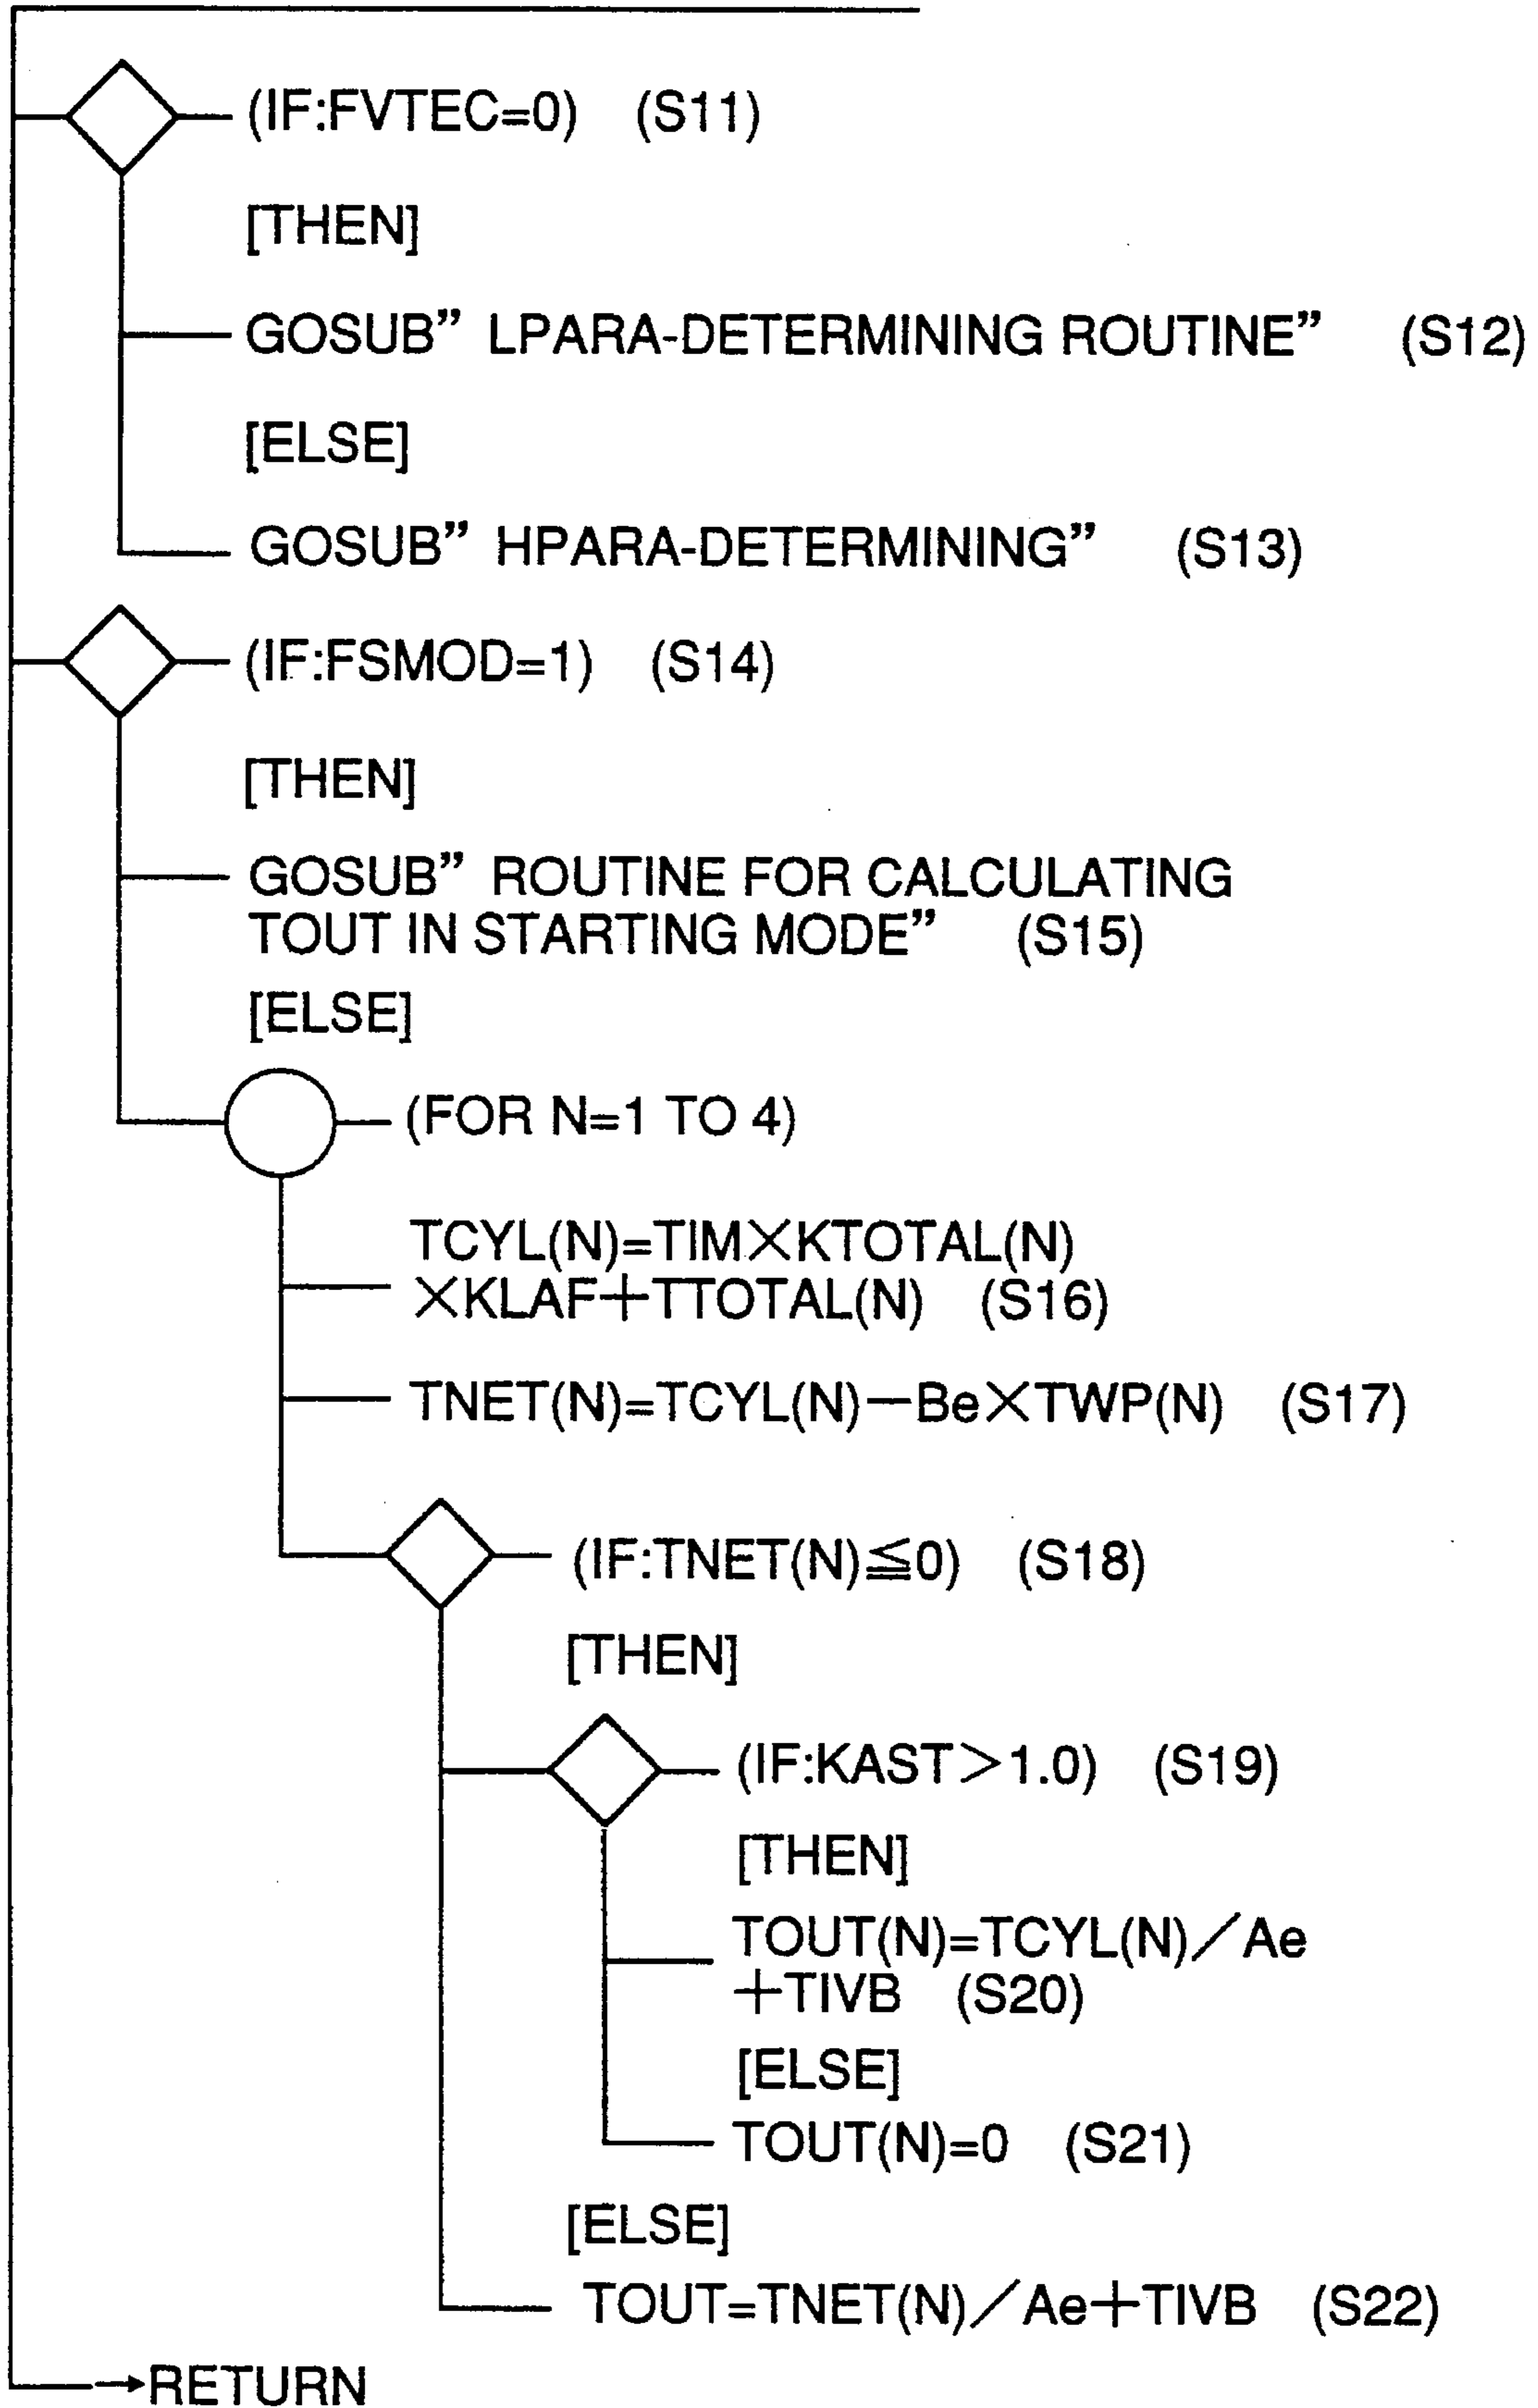 (IF:FVTEC=0) (S11)
[THEN]
GOSUB” LPARA-DETERMINING ROUTINE” (S12)
[ELSE]
GOSUB” HPARA-DETERMINING” (S13)
(IF:FSMOD=1) (S14)
[THEN]
GOSUB” ROUTINE FOR CALCULATING
TOUT IN STARTING MODE” (S15)
[ELSE]
(FOR N=1 TO 4)
TCYL(N)=TIM×KTOTAL(N)
×KLAF+TTOTAL(N) (S16)
TNET(N)=TCYL(N)−Be×TWP(N) (S17)
(IF:TNET(N)≦0) (S18)
[THEN]
(IF:KAST>1.0) (S19)
[THEN]
TOUT(N)=TCYL(N)/Ae
+TIVB (S20)
[ELSE]
TOUT(N)=0 (S21)
[ELSE]
TOUT=TNET(N)/Ae+TIVB (S22)
RETURN